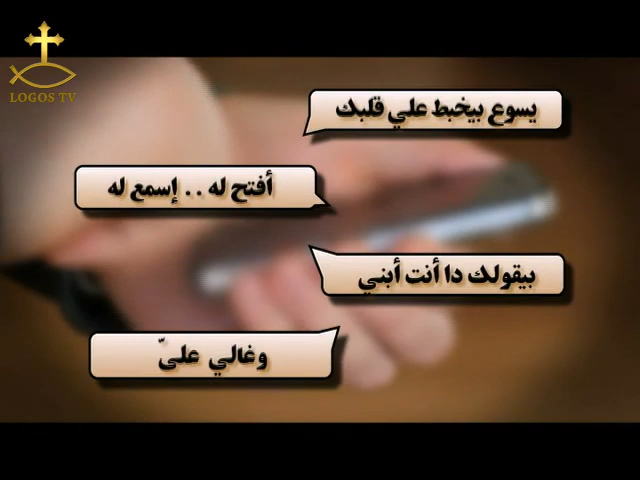 LOGOS TV
يسوع بيخبط علي قلبك
أفتح له .. إسمع له
بيقولك دا أنت أبني
وغالي عليّ